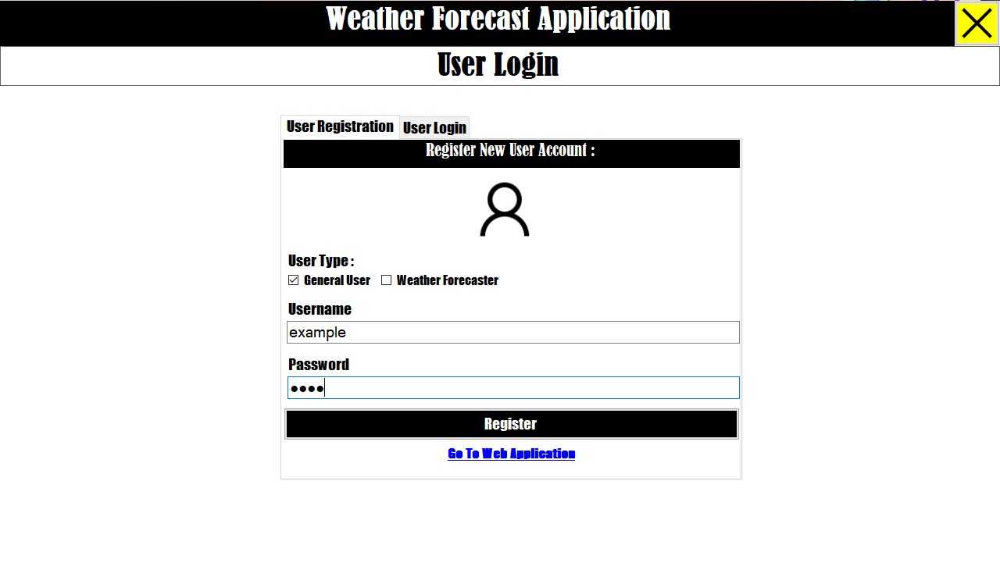 Weather Forecast Application
User Login
User Registration User Login
Register New User Account :
User Type :
General User Weather Forecaster
Username
example
Password
●●●●
Register
Go To Web Application